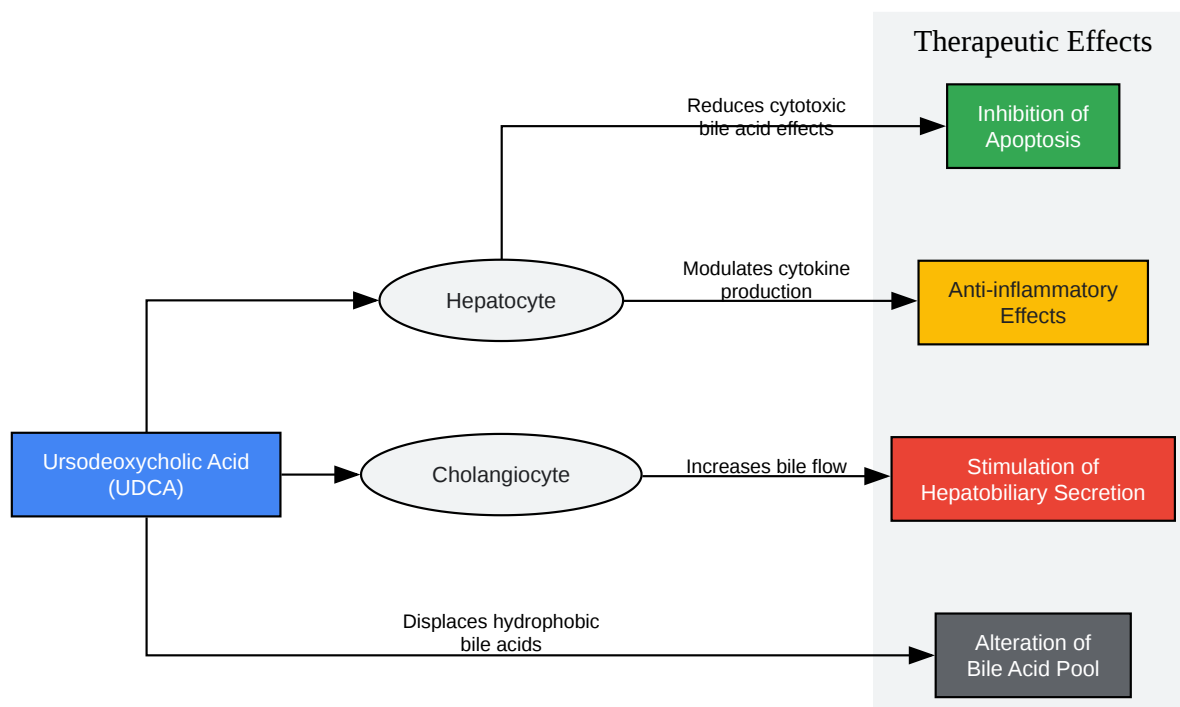 Therapeutic Effects
Reduces cytotoxic
bile acid effects
Inhibition of
Apoptosis
Hepatocyte
Modulates cytokine
production
Anti-inflammatory
Effects
Ursodeoxycholic Acid
(UDCA)
Cholangiocyte
Increases bile flow
Stimulation of
Hepatobiliary Secretion
Displaces hydrophobic
bile acids
Alteration of
Bile Acid Pool